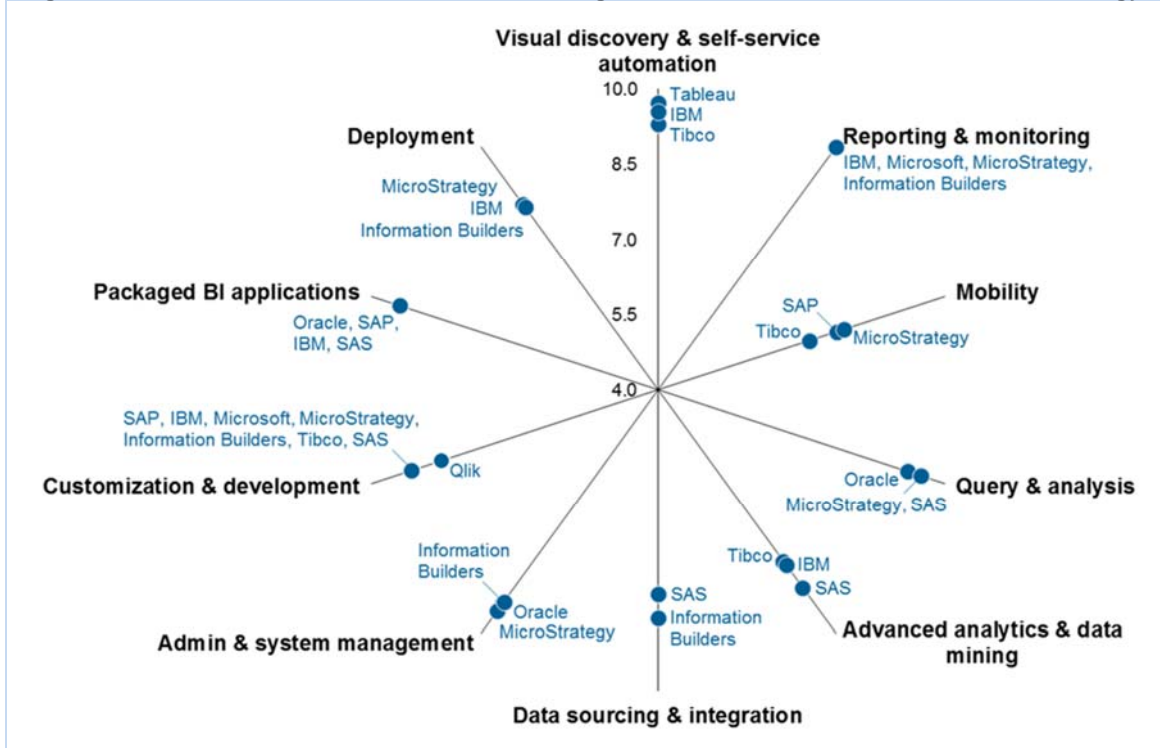 Visual discovery & self-service
automation
10.0
Tableau
IBM
Tibco
Deployment
Reporting & monitoring
IBM, Microsoft, MicroStrategy,
Information Builders
8.5
MicroStrategy
IBM
Information Builders
7.0
Packaged BI applications
Mobility
Oracle, SAP,
IBM, SAS
5.5
SAP
Tibco
MicroStrategy
4.0
SAP, IBM, Microsoft, MicroStrategy,
Information Builders, Tibco, SAS
Qlik
Customization & development
Oracle
MicroStrategy, SAS
Query & analysis
Information
Builders
Oracle
MicroStrategy
Admin & system management
SAS
Information
Builders
Tibco
IBM
SAS
Advanced analytics & data
mining
Data sourcing & integration